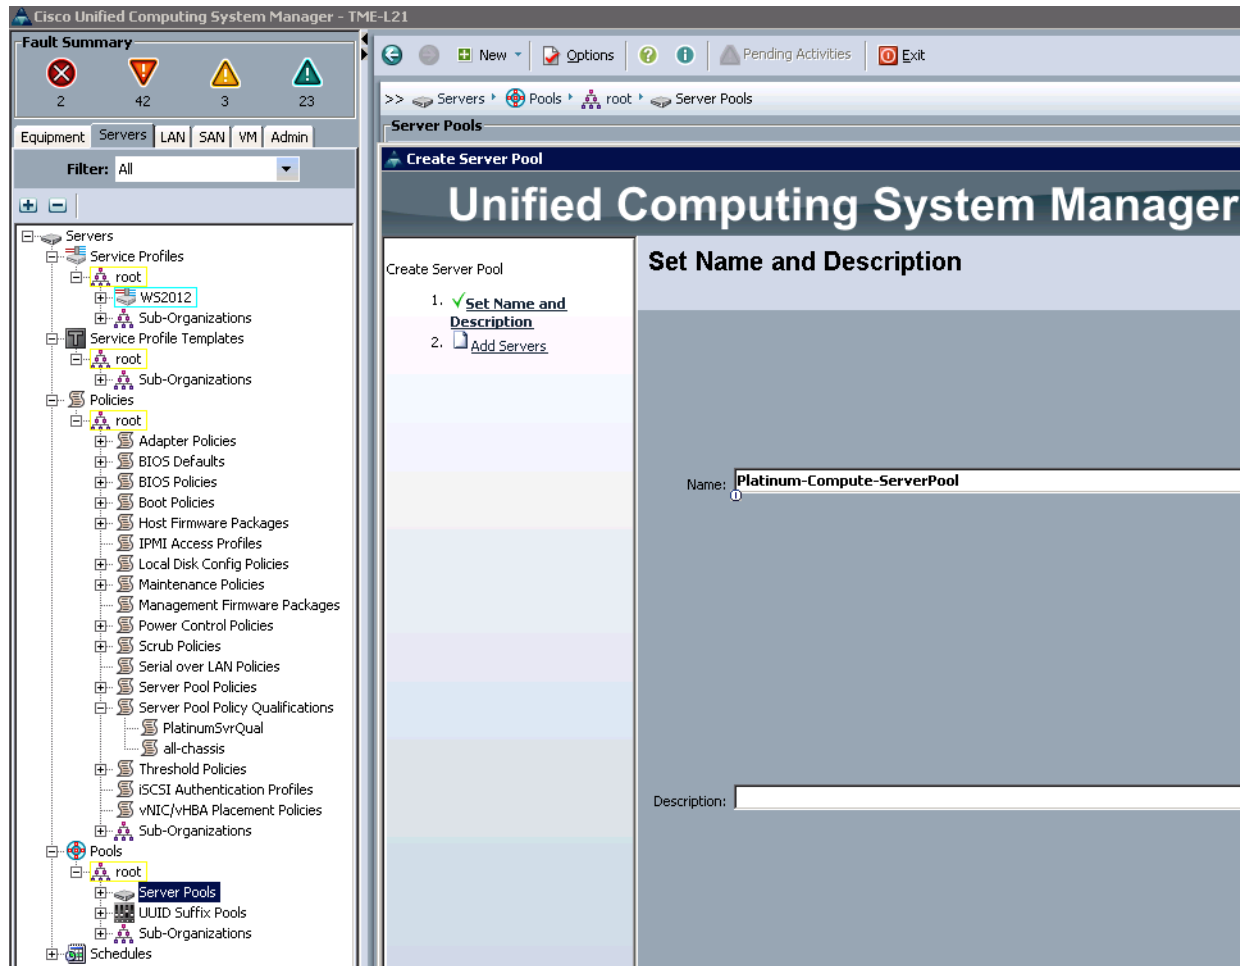 Cisco Unified Computing System Manager - TME-L21
Fault Summary
2 42 3 23
Equipment Servers LAN SAN VM Admin
Filter: All
Servers
Service Profiles
root
WS2012
Sub-Organizations
Service Profile Templates
root
Sub-Organizations
Policies
root
Adapter Policies
BIOS Defaults
BIOS Policies
Boot Policies
Host Firmware Packages
IPMI Access Profiles
Local Disk Config Policies
Maintenance Policies
Management Firmware Packages
Power Control Policies
Scrub Policies
Serial over LAN Policies
Server Pool Policies
Server Pool Policy Qualifications
PlatinumSvrQual
all-chassis
Threshold Policies
iSCSI Authentication Profiles
vNIC/vHBA Placement Policies
Sub-Organizations
Pools
root
Server Pools
UUID Suffix Pools
Sub-Organizations
Schedules
New Options Pending Activities Exit
>> Servers Pools root Server Pools
Server Pools
Create Server Pool
Unified Computing System Manager
Create Server Pool
1. Set Name and
Description
2. Add Servers
Set Name and Description
Name: Platinum-Compute-ServerPool
Description: